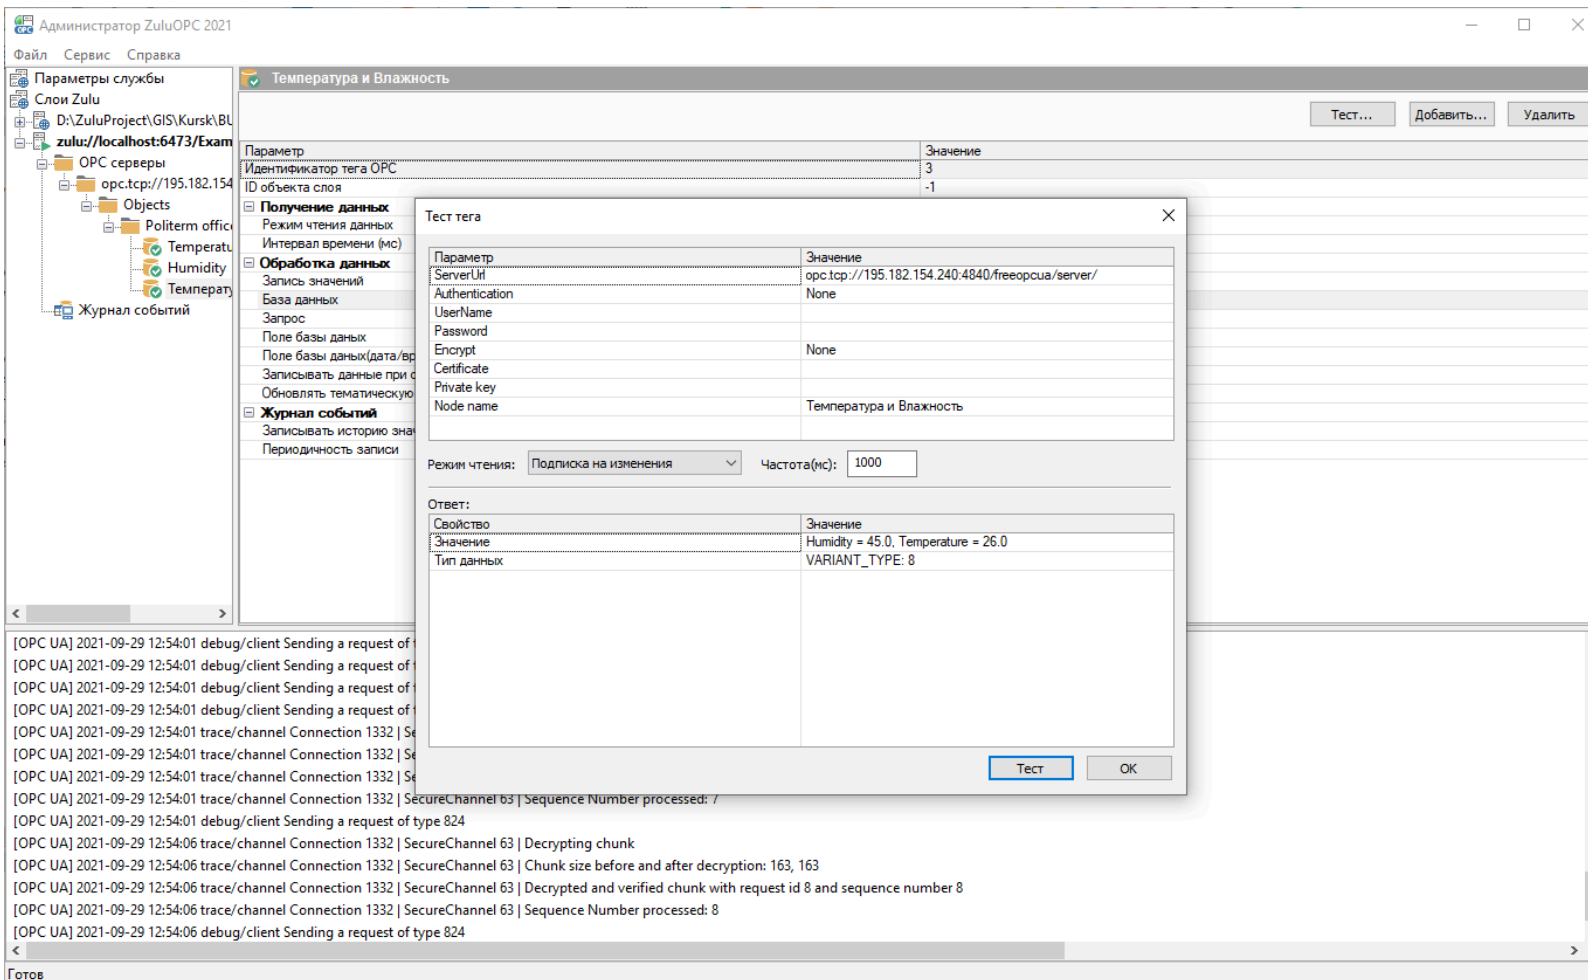 Администратор ZuluOPC 2021
Файл Сервис Справка
Параметры службы
Слои Zulu
D:\ZuluProject\GIS\Kursk\BU
zulu://localhost:6473/Exam
OPC серверы
opc.tcp://195.182.154
Objects
Politerm offic
Temperatu
Humidity
Температу
Журнал событий
Температура и Влажность
Тест... Добавить... Удалить
Параметр Значение
Идентификатор тега OPC 3
ID объекта слоя -1
Получение данных
Режим чтения данных
Интервал времени (мс)
Обработка данных
Запись значений
База данных
Запрос
Поле базы даных
Поле базы даных(дата/вр
Записывать данные при с
Обновлять тематическую
Журнал событий
Записывать историю знач
Периодичность записи
Тест тега
Параметр Значение
ServerUrl opc.tcp://195.182.154.240:4840/freeopcua/server/
Authentication None
UserName
Password
Encrypt None
Certificate
Private key
Node name Температура и Влажность
Режим чтения: Подписка на изменения Частота(мс): 1000
Ответ:
Свойство Значение
Значение Humidity = 45.0, Temperature = 26.0
Тип данных VARIANT_TYPE: 8
Тест OK
[OPC UA] 2021-09-29 12:54:01 debug/client Sending a request of t
[OPC UA] 2021-09-29 12:54:01 debug/client Sending a request of t
[OPC UA] 2021-09-29 12:54:01 debug/client Sending a request of t
[OPC UA] 2021-09-29 12:54:01 debug/client Sending a request of t
[OPC UA] 2021-09-29 12:54:01 trace/channel Connection 1332 | Se
[OPC UA] 2021-09-29 12:54:01 trace/channel Connection 1332 | Se
[OPC UA] 2021-09-29 12:54:01 trace/channel Connection 1332 | Se
[OPC UA] 2021-09-29 12:54:01 trace/channel Connection 1332 | SecureChannel 63 | Sequence Number processed: 7
[OPC UA] 2021-09-29 12:54:01 debug/client Sending a request of type 824
[OPC UA] 2021-09-29 12:54:06 trace/channel Connection 1332 | SecureChannel 63 | Decrypting chunk
[OPC UA] 2021-09-29 12:54:06 trace/channel Connection 1332 | SecureChannel 63 | Chunk size before and after decryption: 163, 163
[OPC UA] 2021-09-29 12:54:06 trace/channel Connection 1332 | SecureChannel 63 | Decrypted and verified chunk with request id 8 and sequence number 8
[OPC UA] 2021-09-29 12:54:06 trace/channel Connection 1332 | SecureChannel 63 | Sequence Number processed: 8
[OPC UA] 2021-09-29 12:54:06 debug/client Sending a request of type 824
Готов